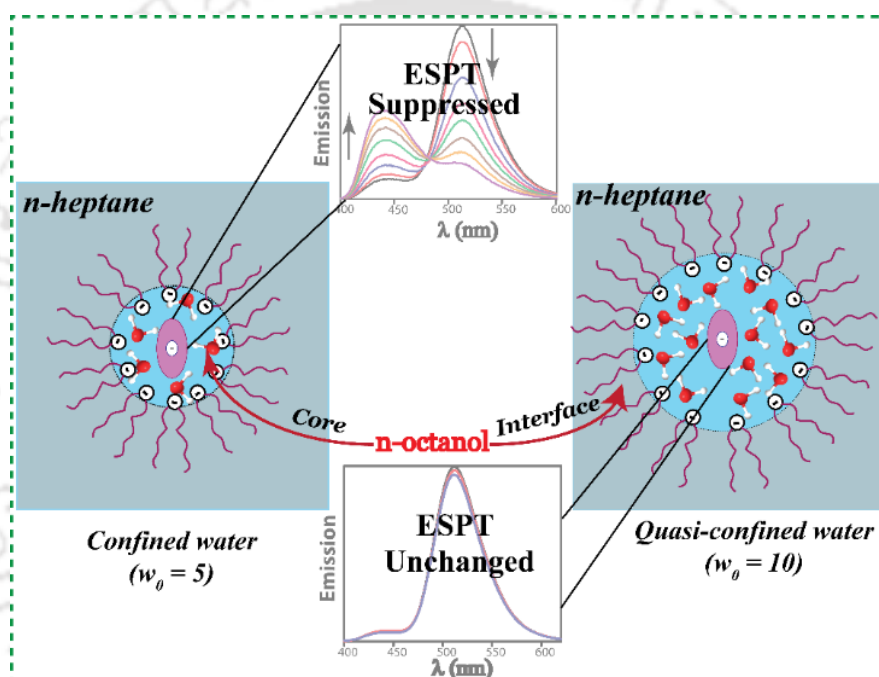 ESPT
Suppressed
Emission
400 450 500 550 600
λ (nm)
n-heptane
n-heptane
Core
n-octanol
Interface
Confined water
(w₀ = 5)
Quasi-confined water
(w₀ = 10)
ESPT
Unchanged
Emission
400 450 500 550 600
λ (nm)